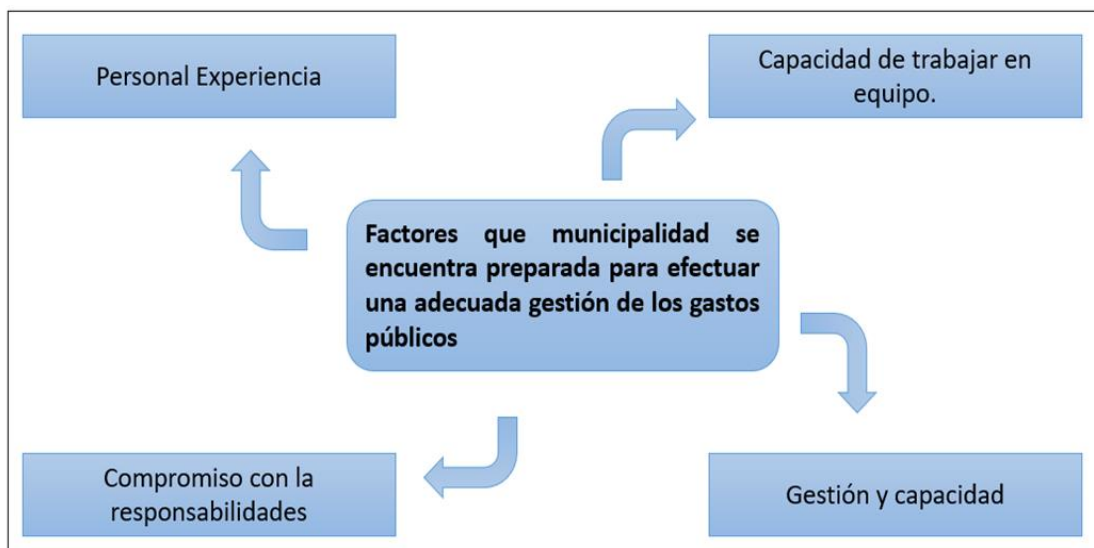 Personal Experiencia
Capacidad de trabajar en
equipo.
Factores que municipalidad se
encuentra preparada para efectuar
una adecuada gestión de los gastos
públicos
Compromiso con la
responsabilidades
Gestión y capacidad